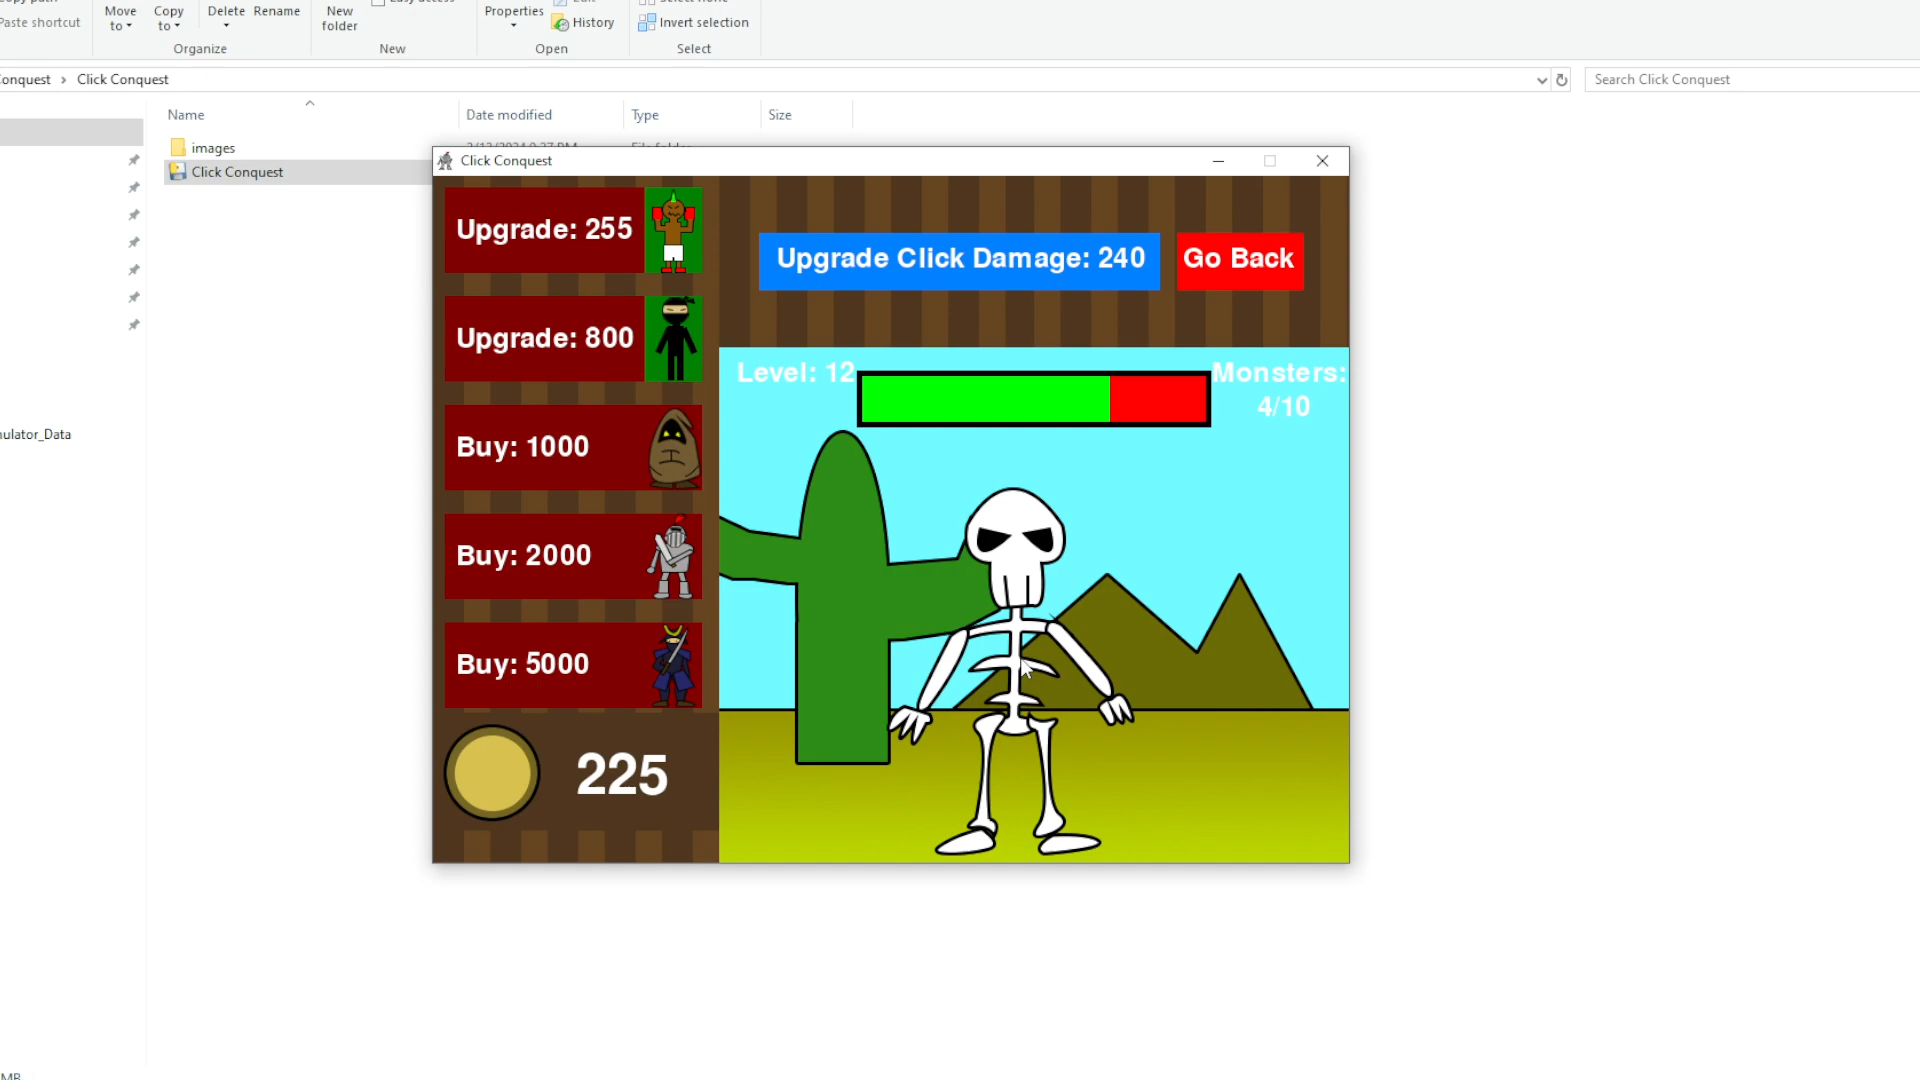 Move
to
Copy
to
Delete
Rename
New
folder
Properties
History
Invert selection
Paste shortcut
Organize
New
Open
Select
Click Conquest
Search Click Conquest
Name
Date modified
Type
Size
images
Click Conquest
Click Conquest
Upgrade: 255
Upgrade Click Damage: 240
Go Back
Upgrade: 800
Level: 12
Monsters:
4/10
Buy: 1000
Buy: 2000
Buy: 5000
225
MB